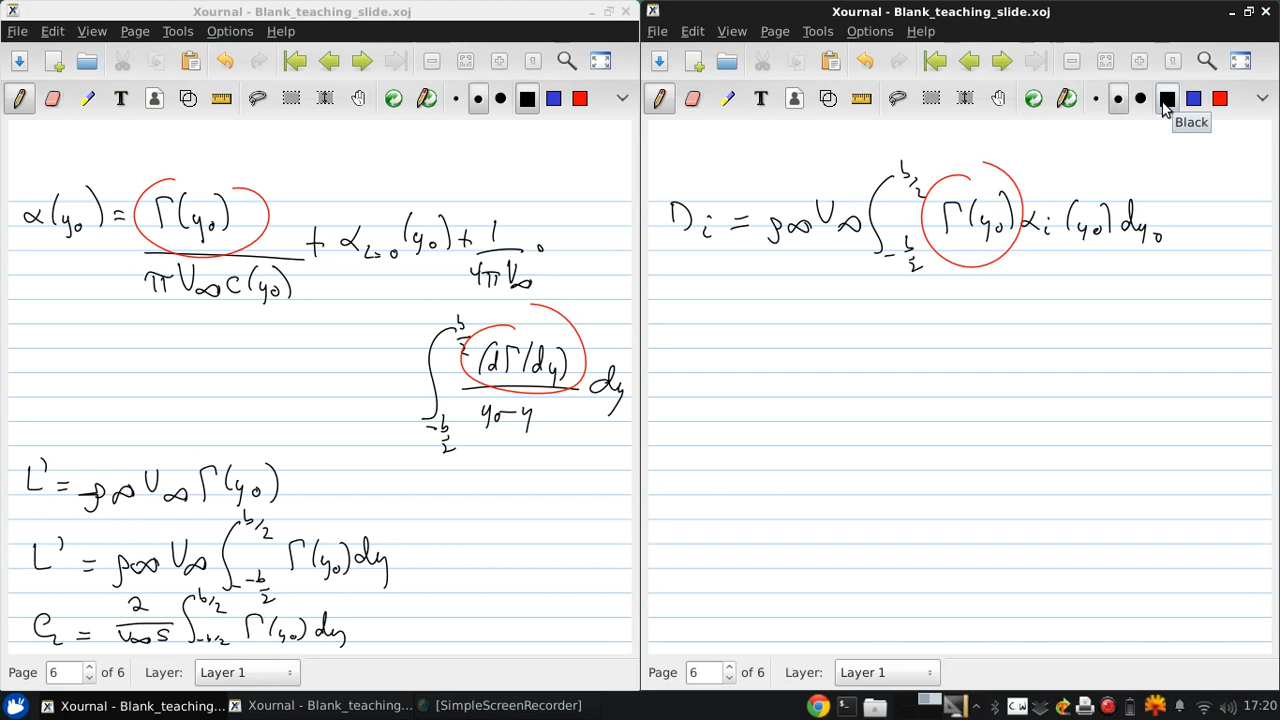 Xournal - Blank_teaching_slide.xoj
File Edit View Page Tools Options Help
α(y₀) = Γ(y₀) / πV∞ c(y₀) + α_{L=0}(y₀) + 1 / 4πV∞ ·
∫_{-b/2}^{b/2} (dΓ/dy) / y₀-y dy
L' = ρ∞ V∞ Γ(y₀)
L' = ρ∞ V∞ ∫_{-b/2}^{b/2} Γ(y₀) dy
C_L = 2 / V∞ S ∫_{-b/2}^{b/2} Γ(y₀) dy
Page 6 of 6 Layer: Layer 1
Xournal - Blank_teaching_slide.xoj
File Edit View Page Tools Options Help
Black
D_i = ρ∞ V∞ ∫_{-b/2}^{b/2} Γ(y₀) α_i(y₀) dy₀
Page 6 of 6 Layer: Layer 1
Xournal - Blank_teaching... Xournal - Blank_teaching... [SimpleScreenRecorder] 17:20